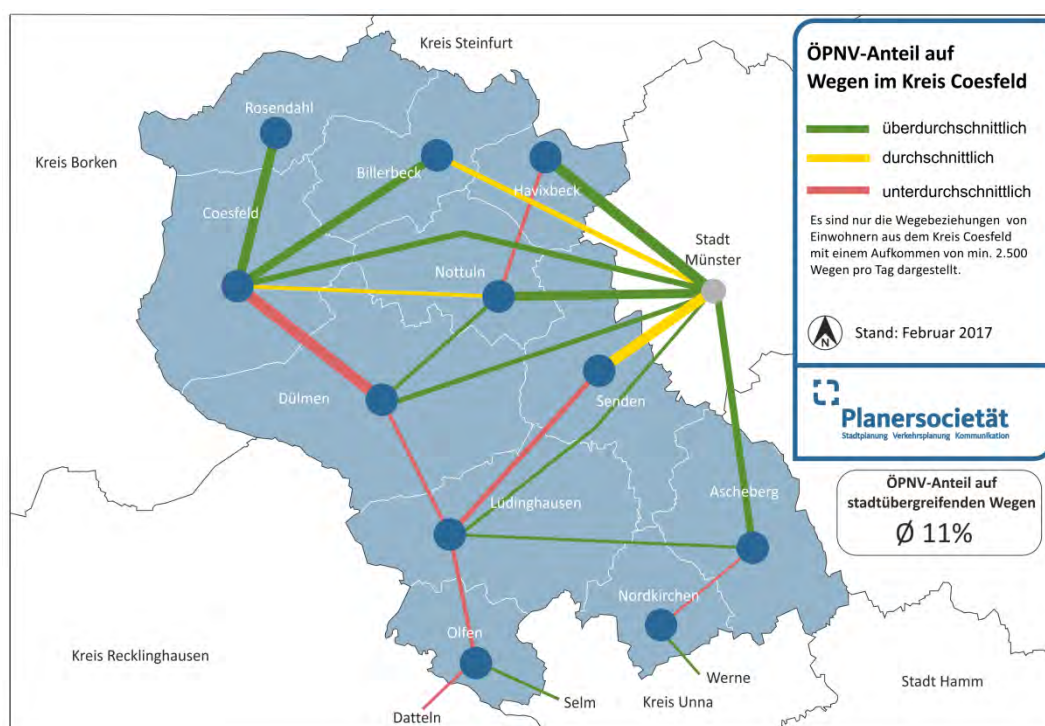 Kreis Steinfurt
ÖPNV-Anteil auf
Wegen im Kreis Coesfeld
überdurchschnittlich
durchschnittlich
unterdurchschnittlich
Es sind nur die Wegebeziehungen von
Einwohnern aus dem Kreis Coesfeld
mit einem Aufkommen von min. 2.500
Wegen pro Tag dargestellt.
N
Stand: Februar 2017
Planersocietät
Stadtplanung Verkehrsplanung Kommunikation
ÖPNV-Anteil auf
stadtübergreifenden Wegen
Ø 11%
Rosendahl
Kreis Borken
Billerbeck
Havixbeck
Coesfeld
Stadt
Münster
Nottuln
Dülmen
Senden
Lüdinghausen
Ascheberg
Nordkirchen
Olfen
Kreis Recklinghausen
Werne
Selm
Kreis Unna
Stadt Hamm
Datteln